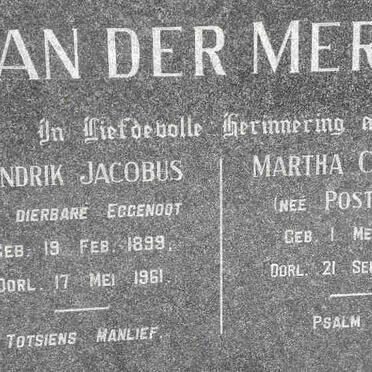 AN DER MER
In Liefdevolle Herinnering a
NDRIK JACOBUS
DIERBARE EGGENOOT
GEB. 19 FEB. 1899.
OORL. 17 MEI 1961.
TOTSIENS MANLIEF.
MARTHA C
(NEÉ POST
GEB. 1 ME
OORL. 21 SE
PSALM